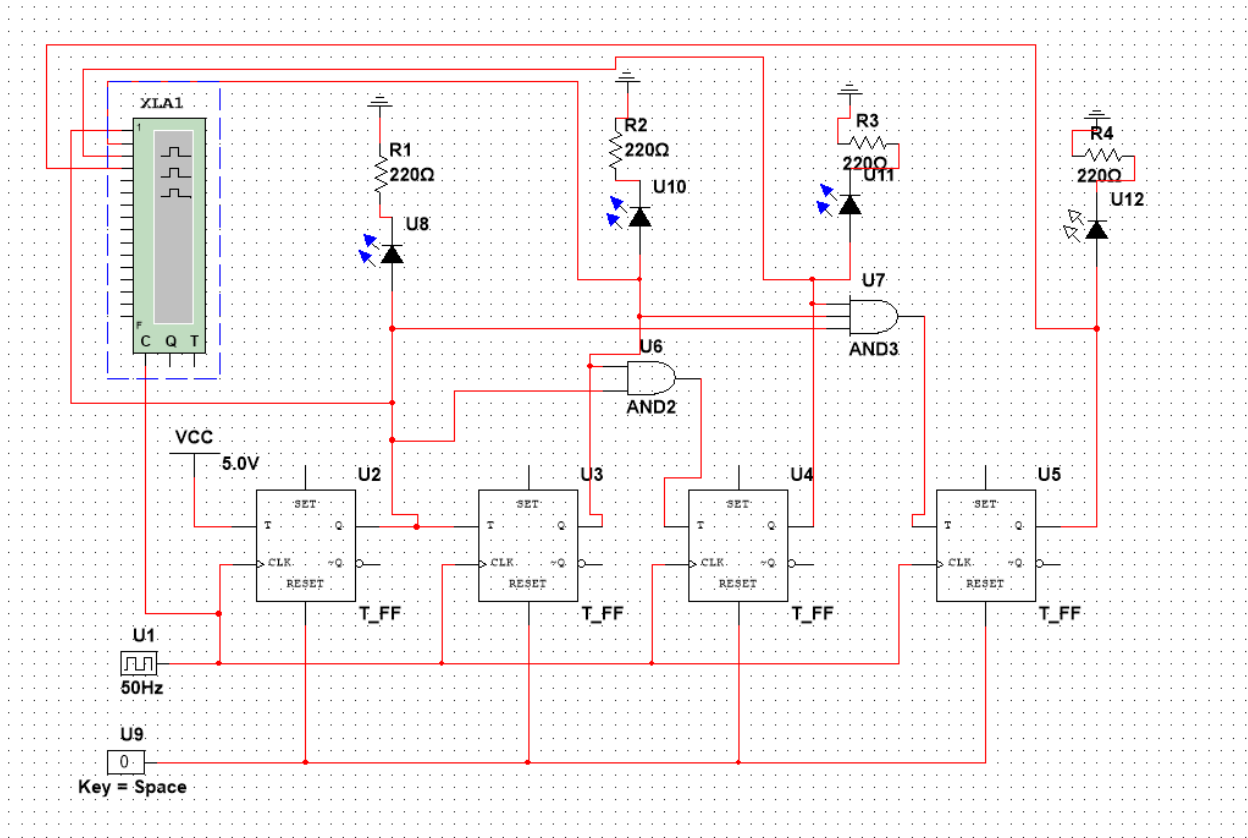 XLA1
1
F
C Q T
R1
220Ω
U8
R2
220Ω
U10
R3
220Ω
U11
R4
220Ω
U12
U7
AND3
U6
AND2
VCC
5.0V
U2
SET
T Q
CLK ~Q
RESET
T_FF
U3
SET
T Q
CLK ~Q
RESET
T_FF
U4
SET
T Q
CLK ~Q
RESET
T_FF
U5
SET
T Q
CLK ~Q
RESET
T_FF
U1
50Hz
U9
0
Key = Space